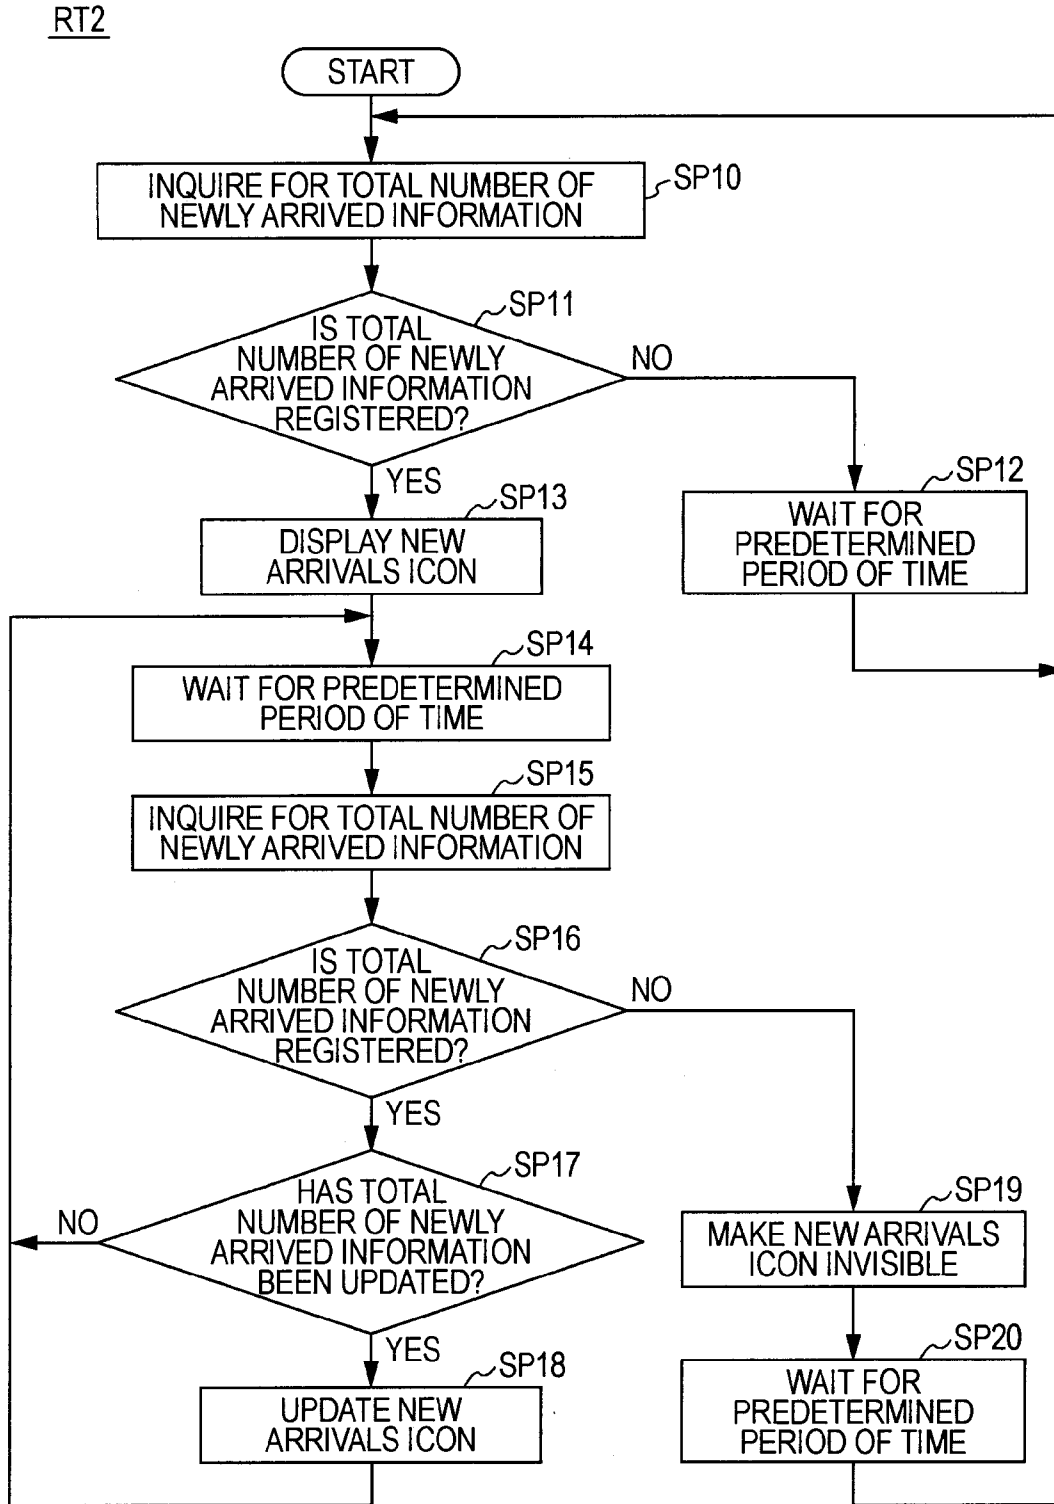 RT2
START
INQUIRE FOR TOTAL NUMBER OF
NEWLY ARRIVED INFORMATION
SP10
IS TOTAL
NUMBER OF NEWLY
ARRIVED INFORMATION
REGISTERED?
SP11
NO
YES
SP12
WAIT FOR
PREDETERMINED
PERIOD OF TIME
SP13
DISPLAY NEW
ARRIVALS ICON
SP14
WAIT FOR PREDETERMINED
PERIOD OF TIME
SP15
INQUIRE FOR TOTAL NUMBER OF
NEWLY ARRIVED INFORMATION
SP16
IS TOTAL
NUMBER OF NEWLY
ARRIVED INFORMATION
REGISTERED?
NO
YES
SP17
HAS TOTAL
NUMBER OF NEWLY
ARRIVED INFORMATION
BEEN UPDATED?
NO
YES
SP19
MAKE NEW ARRIVALS
ICON INVISIBLE
SP18
UPDATE NEW
ARRIVALS ICON
SP20
WAIT FOR
PREDETERMINED
PERIOD OF TIME